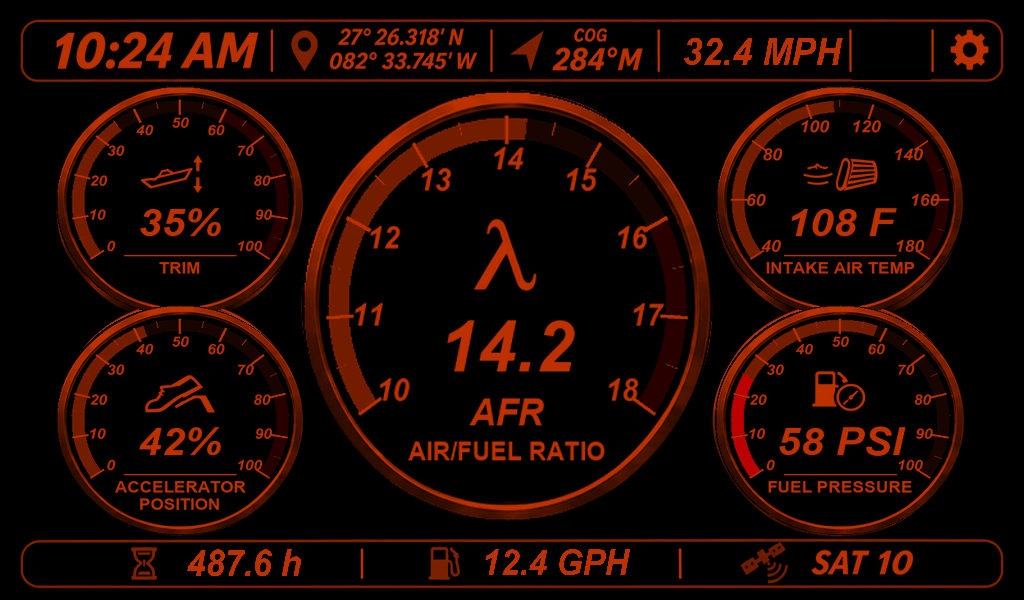 10:24 AM
27° 26.318' N
082° 33.745' W
COG
284°M
32.4 MPH
0 10 20 30 40 50 60 70 80 90 100
35%
TRIM
10 11 12 13 14 15 16 17 18
λ
14.2
AFR
AIR/FUEL RATIO
40 60 80 100 120 140 160 180
108 F
INTAKE AIR TEMP
0 10 20 30 40 50 60 70 80 90 100
42%
ACCELERATOR
POSITION
0 10 20 30 40 50 60 70 80 90 100
58 PSI
FUEL PRESSURE
487.6 h
12.4 GPH
SAT 10